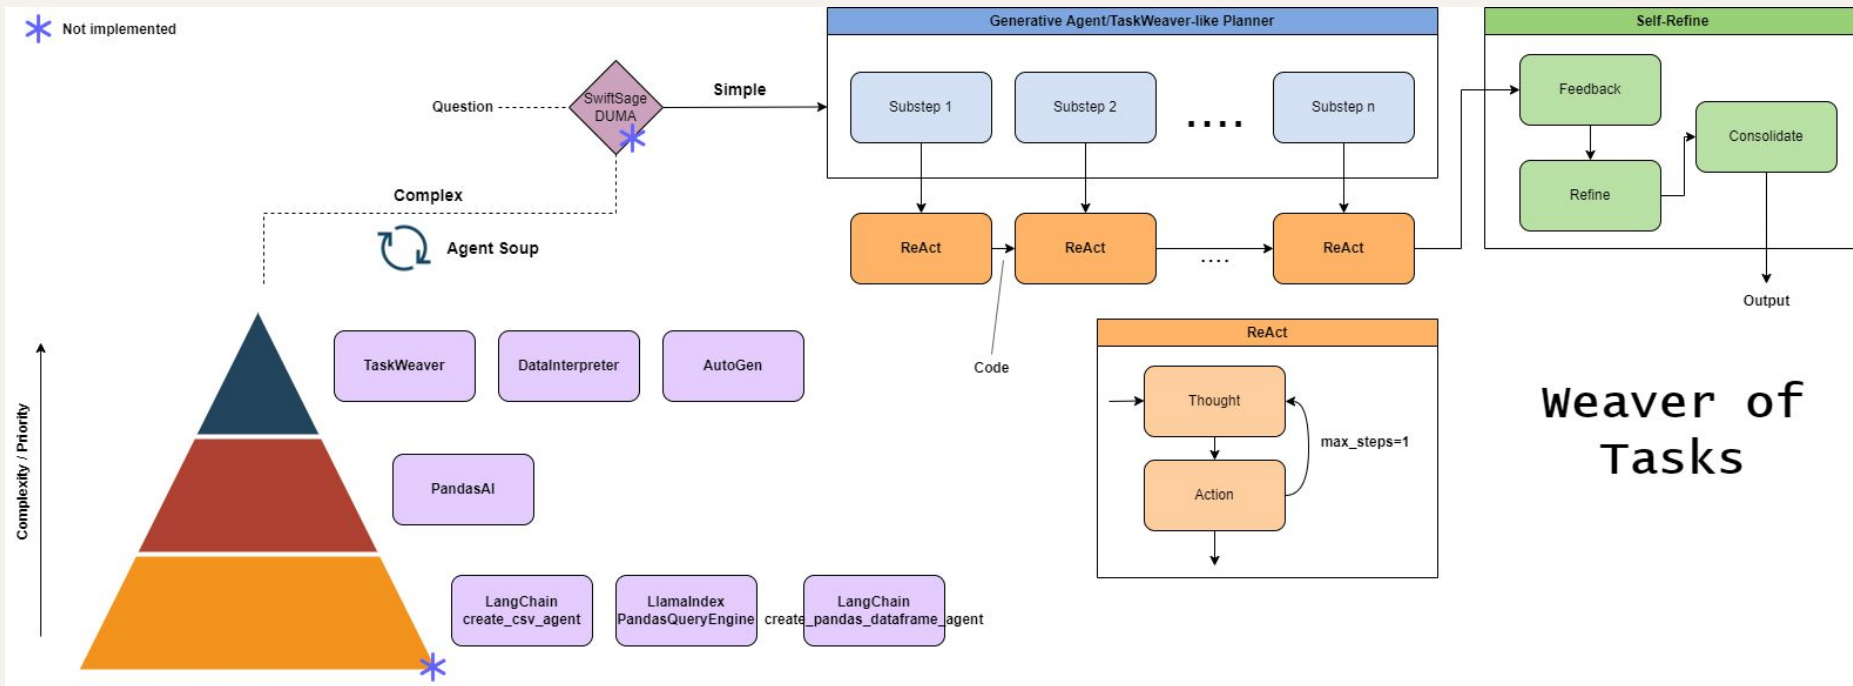 Not implemented
Question
SwiftSage
DUMA
Simple
Complex
Agent Soup
Generative Agent/TaskWeaver-like Planner
Substep 1
Substep 2
....
Substep n
ReAct
ReAct
....
ReAct
Code
Self-Refine
Feedback
Refine
Consolidate
Output
ReAct
Thought
Action
max_steps=1
Weaver of
Tasks
Complexity / Priority
TaskWeaver
DataInterpreter
AutoGen
PandasAI
LangChain
create_csv_agent
LlamaIndex
PandasQueryEngine
LangChain
create_pandas_dataframe_agent